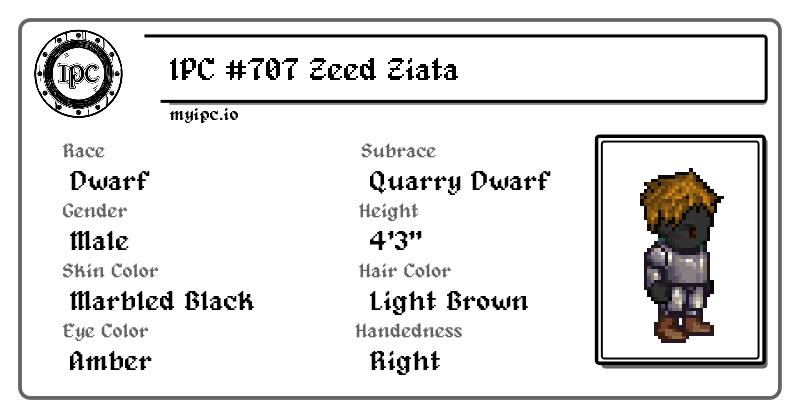 IPC
IPC #707 Zeed Ziata
myipc.io
Race
Dwarf
Subrace
Quarry Dwarf
Gender
Male
Height
4'3"
Skin Color
Marbled Black
Hair Color
Light Brown
Eye Color
Amber
Handedness
Right